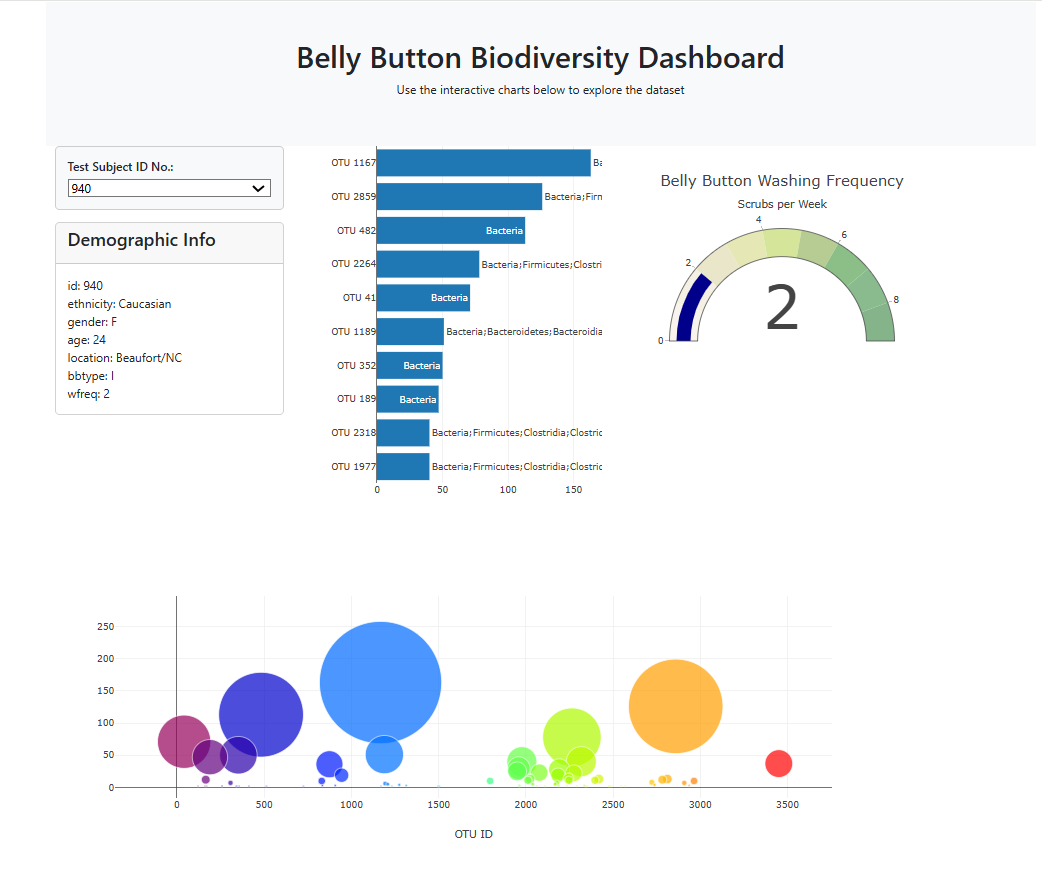 Belly Button Biodiversity Dashboard
Use the interactive charts below to explore the dataset
Test Subject ID No.:
940
Demographic Info
id: 940
ethnicity: Caucasian
gender: F
age: 24
location: Beaufort/NC
bbtype: I
wfreq: 2
OTU 1167 Ba
OTU 2859 Bacteria;Firn
OTU 482 Bacteria
OTU 2264 Bacteria;Firmicutes;Clostri
OTU 41 Bacteria
OTU 1189 Bacteria;Bacteroidetes;Bacteroidia
OTU 352 Bacteria
OTU 189 Bacteria
OTU 2318 Bacteria;Firmicutes;Clostridia;Clostric
OTU 1977 Bacteria;Firmicutes;Clostridia;Clostric
0 50 100 150
Belly Button Washing Frequency
Scrubs per Week
0 2 4 6 8
2
250
200
150
100
50
0
0 500 1000 1500 2000 2500 3000 3500
OTU ID